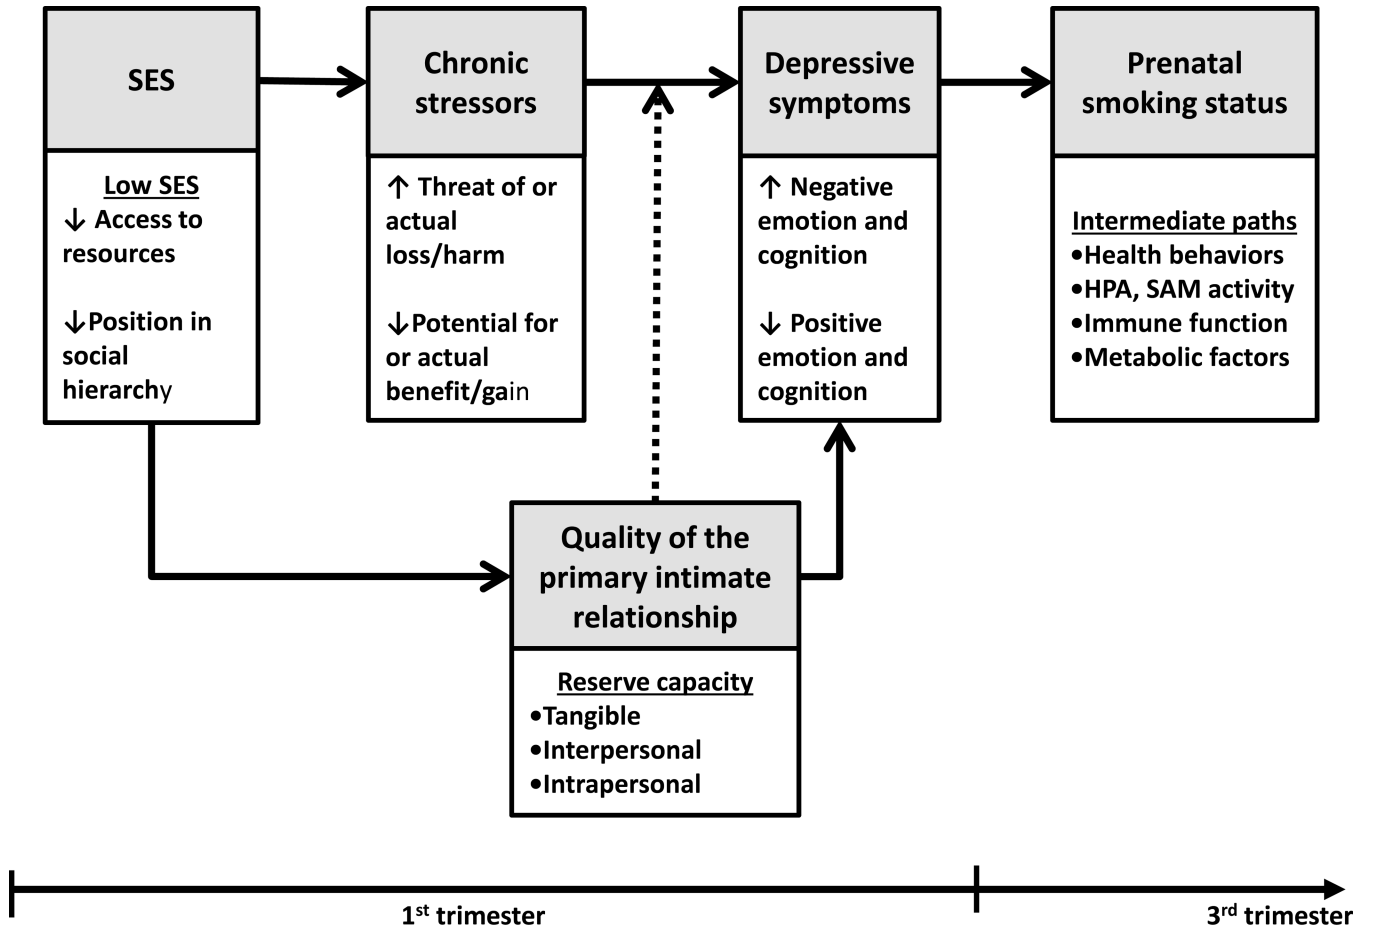 SES
Low SES
↓ Access to
resources
↓Position in
social
hierarchy
Chronic
stressors
↑ Threat of or
actual
loss/harm
↓Potential for
or actual
benefit/gain
Depressive
symptoms
↑ Negative
emotion and
cognition
↓ Positive
emotion and
cognition
Prenatal
smoking status
Intermediate paths
•Health behaviors
•HPA, SAM activity
•Immune function
•Metabolic factors
Quality of the
primary intimate
relationship
Reserve capacity
•Tangible
•Interpersonal
•Intrapersonal
1st trimester
3rd trimester